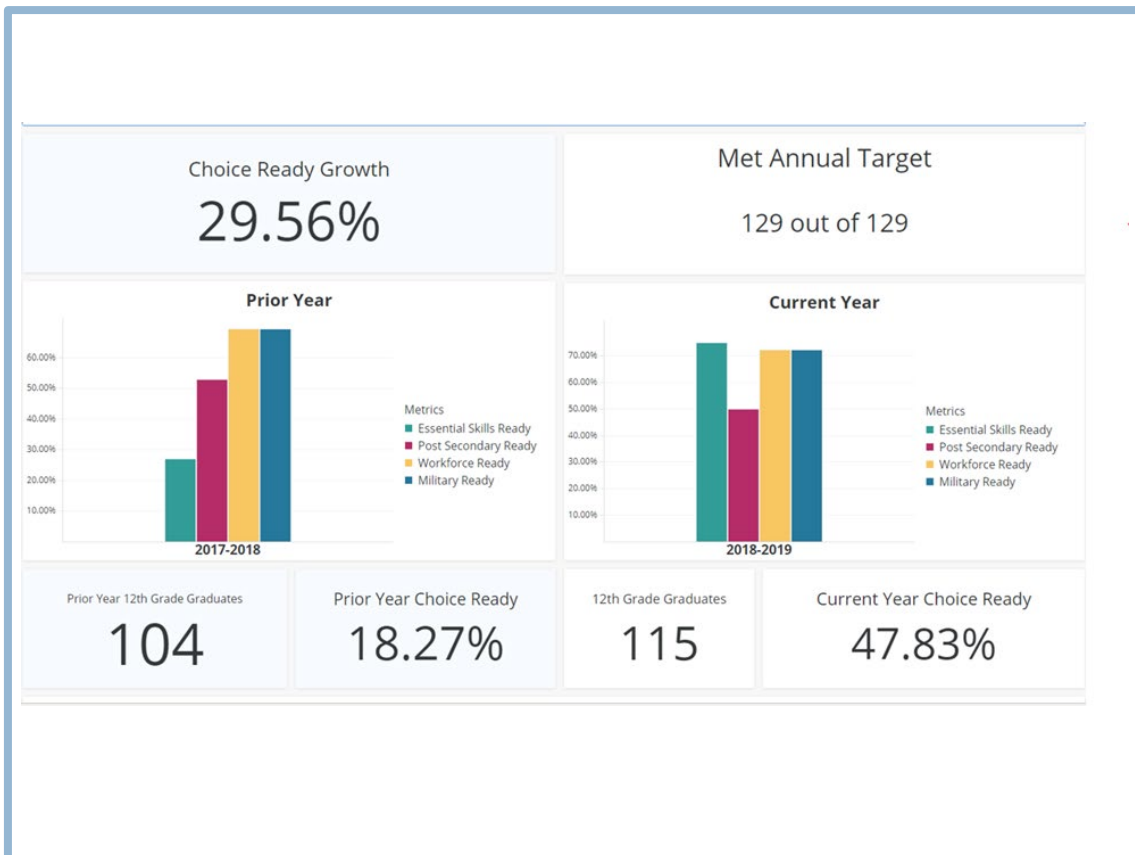 Choice Ready Growth
29.56%
Met Annual Target
129 out of 129
Prior Year
60.00%
50.00%
40.00%
30.00%
20.00%
10.00%
2017-2018
Metrics
Essential Skills Ready
Post Secondary Ready
Workforce Ready
Military Ready
Current Year
70.00%
60.00%
50.00%
40.00%
30.00%
20.00%
10.00%
2018-2019
Metrics
Essential Skills Ready
Post Secondary Ready
Workforce Ready
Military Ready
Prior Year 12th Grade Graduates
104
Prior Year Choice Ready
18.27%
12th Grade Graduates
115
Current Year Choice Ready
47.83%